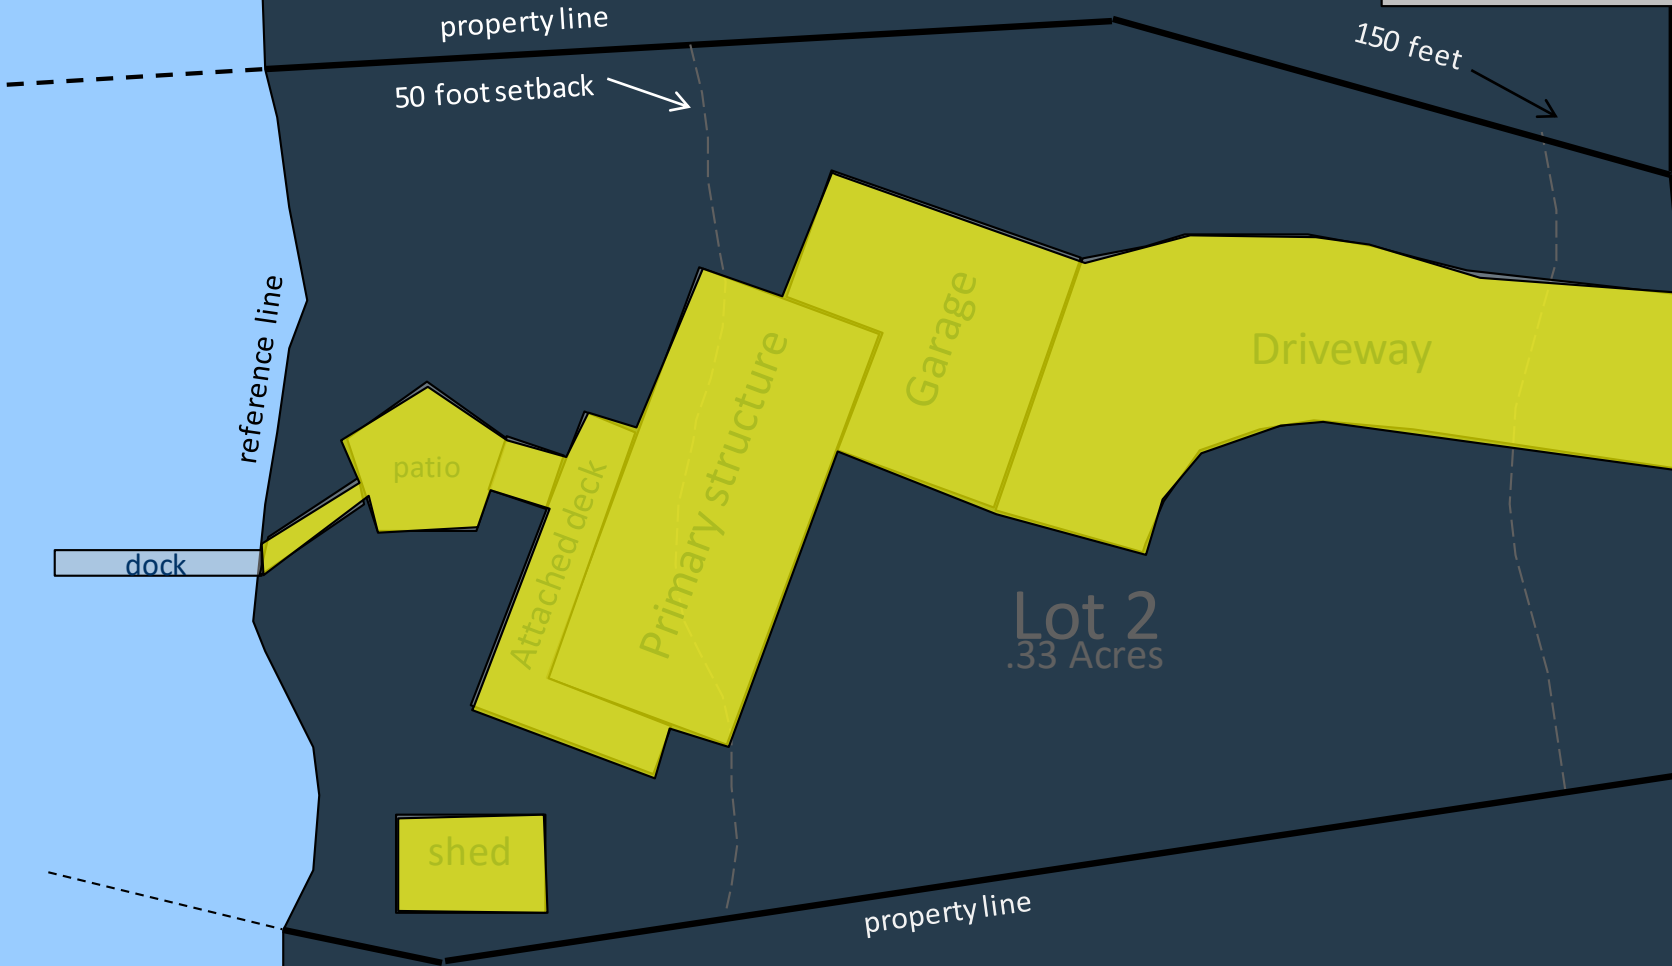 property line
150 feet
50 foot setback
reference line
Garage
Driveway
Primary structure
patio
Attached deck
dock
Lot 2
.33 Acres
shed
property line